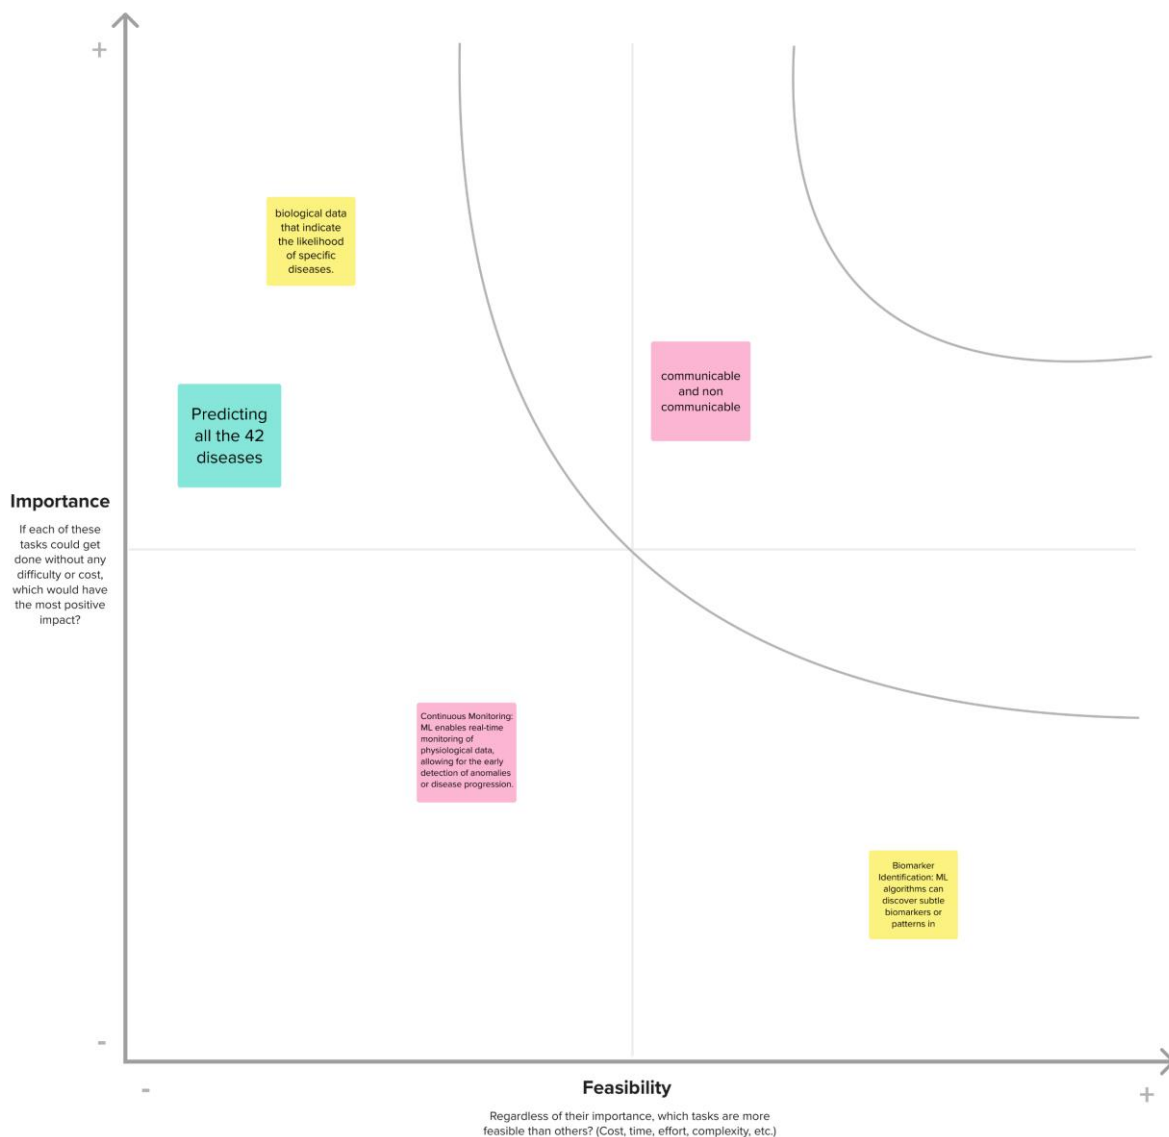 +
biological data
that indicate
the likelihood
of specific
diseases.
communicable
and non
communicable
Predicting
all the 42
diseases
Importance
If each of these
tasks could get
done without any
difficulty or cost,
which would have
the most positive
impact?
Continuous Monitoring:
ML enables real-time
monitoring of
physiological data,
allowing for the early
detection of anomalies
or disease progression.
Biomarker
Identification: ML
algorithms can
discover subtle
biomarkers or
patterns in
-
-
Feasibility
+
Regardless of their importance, which tasks are more
feasible than others? (Cost, time, effort, complexity, etc.)